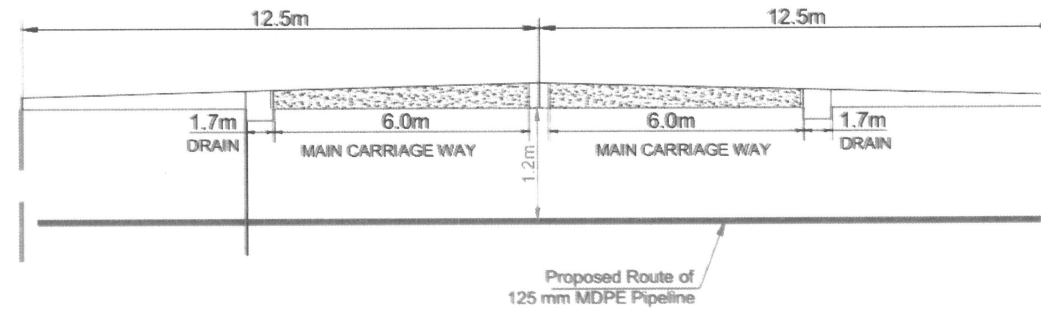 12.5m
12.5m
1.7m
DRAIN
6.0m
MAIN CARRIAGE WAY
1.2m
6.0m
MAIN CARRIAGE WAY
1.7m
DRAIN
Proposed Route of
125 mm MDPE Pipeline